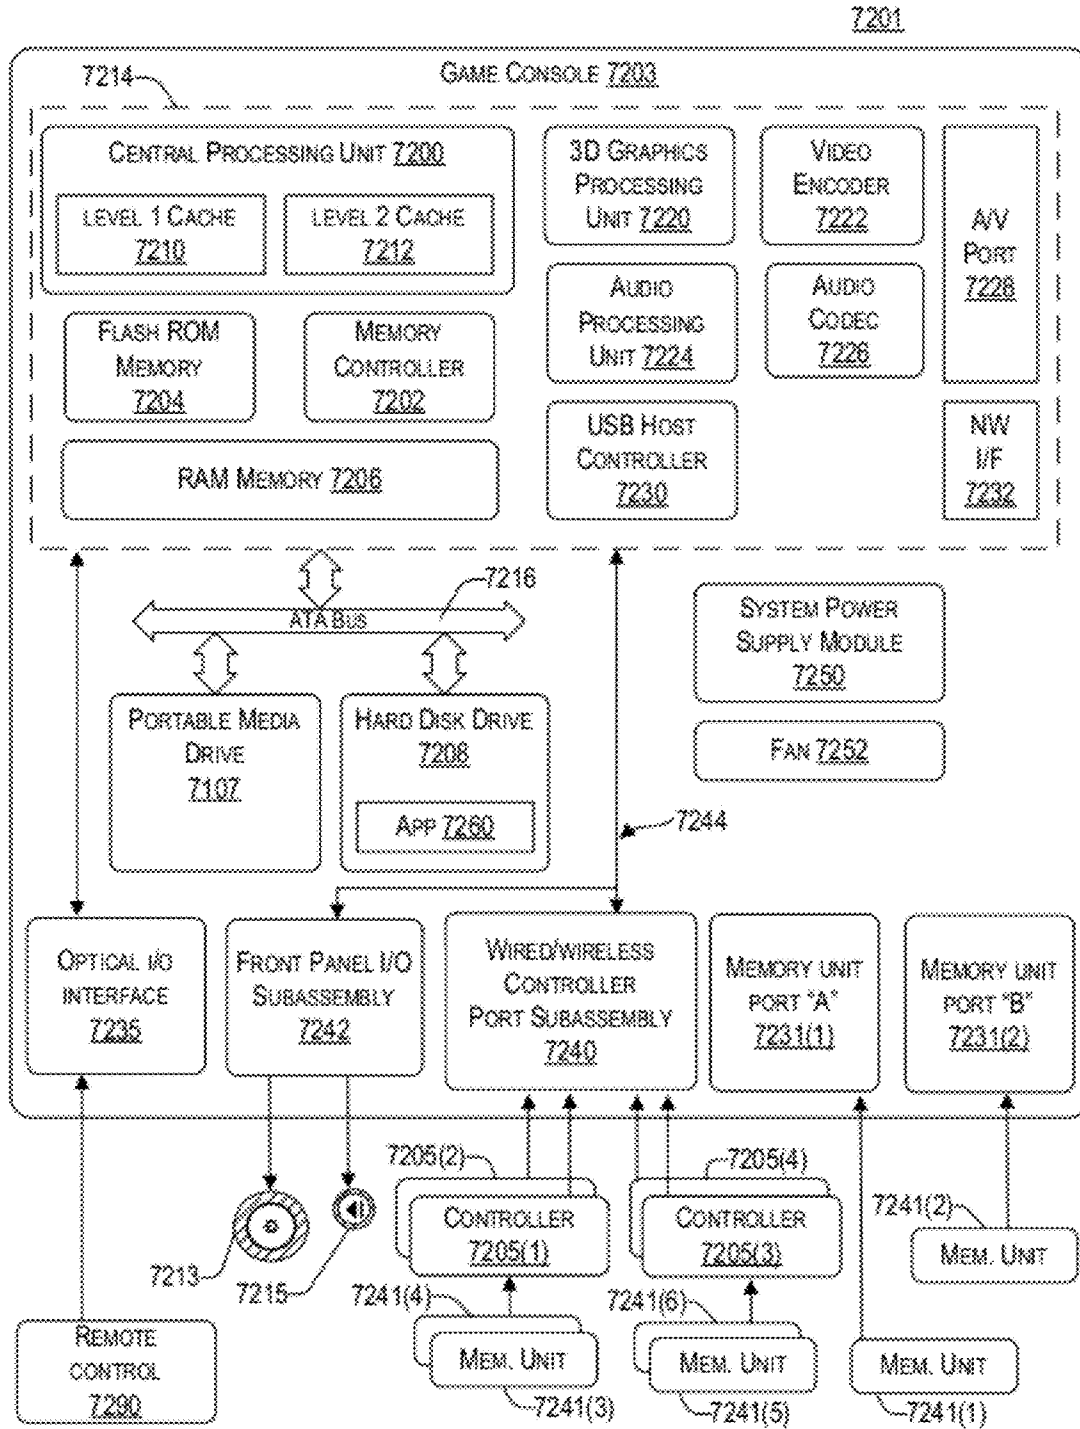 7201
GAME CONSOLE 7203
7214
CENTRAL PROCESSING UNIT 7200
LEVEL 1 CACHE
7210
LEVEL 2 CACHE
7212
3D GRAPHICS
PROCESSING
UNIT 7220
VIDEO
ENCODER
7222
A/V
PORT
7228
FLASH ROM
MEMORY
7204
MEMORY
CONTROLLER
7202
AUDIO
PROCESSING
UNIT 7224
AUDIO
CODEC
7226
RAM MEMORY 7206
USB HOST
CONTROLLER
7230
NW
I/F
7232
7216
ATA BUS
SYSTEM POWER
SUPPLY MODULE
7250
PORTABLE MEDIA
DRIVE
7107
HARD DISK DRIVE
7208
APP 7260
FAN 7252
7244
OPTICAL I/O
INTERFACE
7235
FRONT PANEL I/O
SUBASSEMBLY
7242
WIRED/WIRELESS
CONTROLLER
PORT SUBASSEMBLY
7240
MEMORY UNIT
PORT "A"
7231(1)
MEMORY UNIT
PORT "B"
7231(2)
7213
7215
7205(2)
CONTROLLER
7205(1)
7205(4)
CONTROLLER
7205(3)
7241(2)
MEM. UNIT
REMOTE
CONTROL
7290
7241(4)
MEM. UNIT
7241(3)
7241(6)
MEM. UNIT
7241(5)
MEM. UNIT
7241(1)